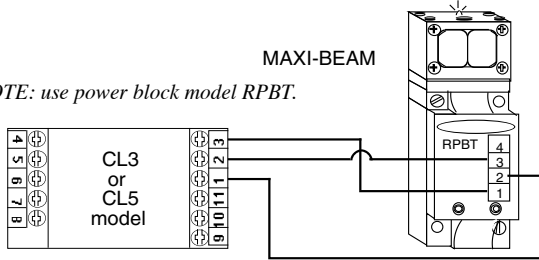 MAXI-BEAM
OTE: use power block model RPBT.
4
5
6
7
8
CL3
or
CL5
model
3
2
1
11
10
9
RPBT
4
3
2
1